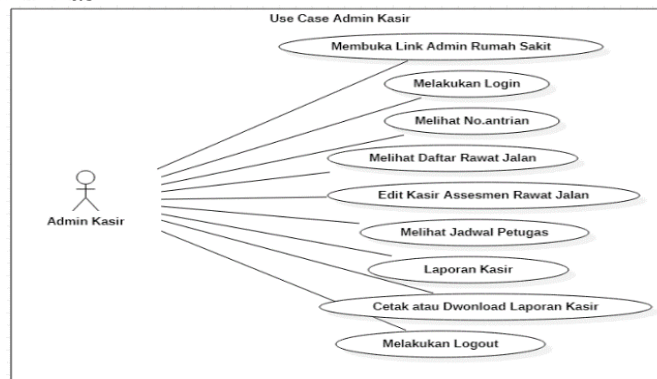 Use Case Admin Kasir
Membuka Link Admin Rumah Sakit
Melakukan Login
Melihat No.antrian
Melihat Daftar Rawat Jalan
Edit Kasir Assesmen Rawat Jalan
Admin Kasir
Melihat Jadwal Petugas
Laporan Kasir
Cetak atau Dwonload Laporan Kasir
Melakukan Logout